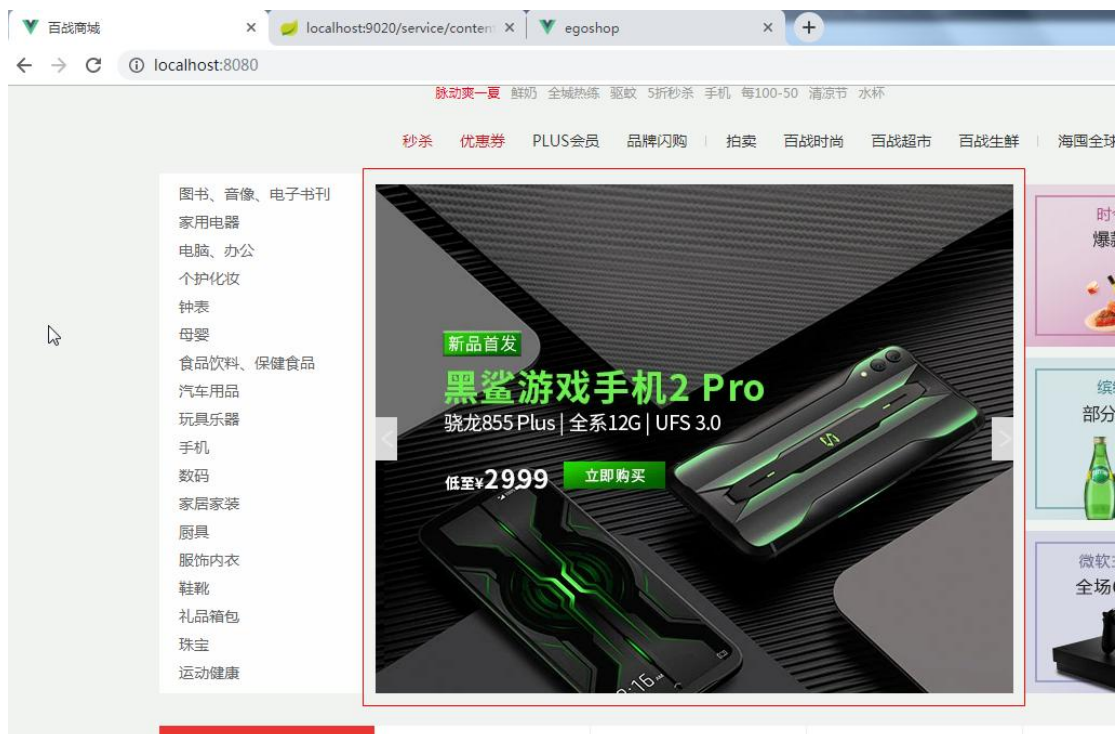 百战商城
localhost:9020/service/conten
egoshop
localhost:8080
脉动爽一夏 鲜奶 全城热练 驱蚊 5折秒杀 手机 每100-50 清凉节 水杯
秒杀 优惠券 PLUS会员 品牌闪购 拍卖 百战时尚 百战超市 百战生鲜 海囤全球
图书、音像、电子书刊
家用电器
电脑、办公
个护化妆
钟表
母婴
食品饮料、保健食品
汽车用品
玩具乐器
手机
数码
家居家装
厨具
服饰内衣
鞋靴
礼品箱包
珠宝
运动健康
新品首发
黑鲨游戏手机2 Pro
骁龙855 Plus | 全系12G | UFS 3.0
低至¥2999 立即购买
时
爆
缤
部分
微软
全场